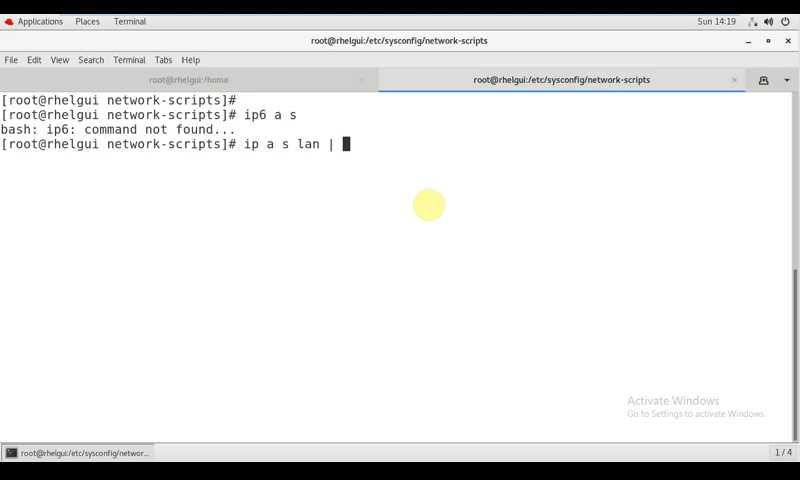 Applications Places Terminal Sun 14:19
root@rhelgui:/etc/sysconfig/network-scripts
File Edit View Search Terminal Tabs Help
root@rhelgui:/home × root@rhelgui:/etc/sysconfig/network-scripts ×
[root@rhelgui network-scripts]#
[root@rhelgui network-scripts]# ip6 a s
bash: ip6: command not found...
[root@rhelgui network-scripts]# ip a s lan |
Activate Windows
Go to Settings to activate Windows.
root@rhelgui:/etc/sysconfig/networ... 1 / 4